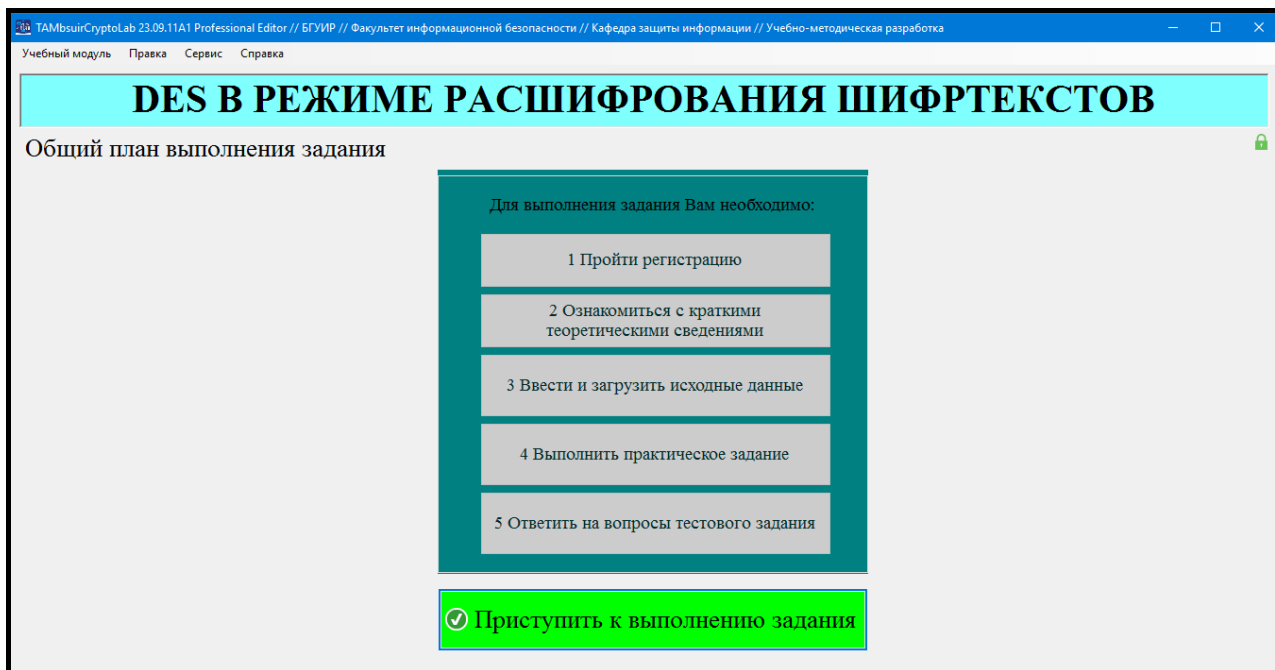 TAMbsuirCryptoLab 23.09.11A1 Professional Editor // БГУИР // Факультет информационной безопасности // Кафедра защиты информации // Учебно-методическая разработка
Учебный модуль Правка Сервис Справка
DES В РЕЖИМЕ РАСШИФРОВАНИЯ ШИФРТЕКСТОВ
Общий план выполнения задания
Для выполнения задания Вам необходимо:
1 Пройти регистрацию
2 Ознакомиться с краткими
теоретическими сведениями
3 Ввести и загрузить исходные данные
4 Выполнить практическое задание
5 Ответить на вопросы тестового задания
Приступить к выполнению задания